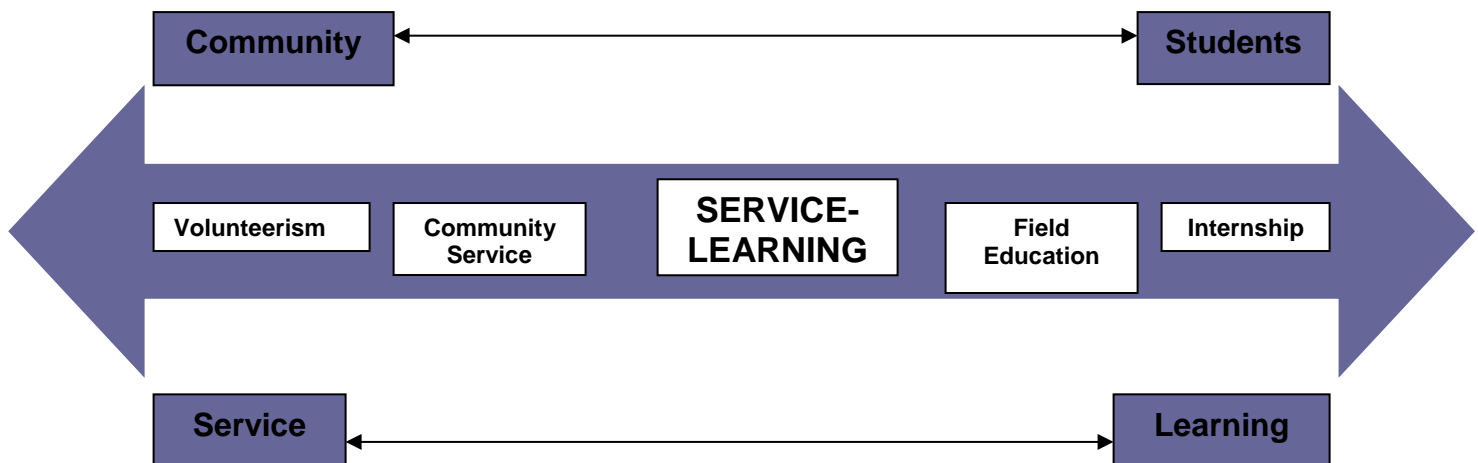 Community
Students
Volunteerism
Community
Service
SERVICE-
LEARNING
Field
Education
Internship
Service
Learning